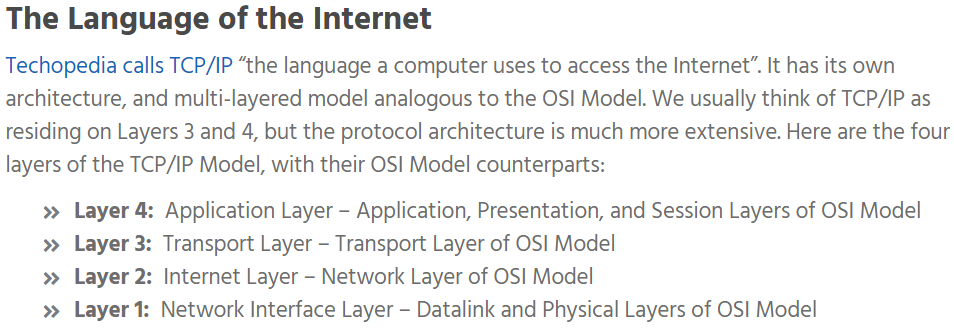 The Language of the Internet
Techopedia calls TCP/IP “the language a computer uses to access the Internet”. It has its own
architecture, and multi-layered model analogous to the OSI Model. We usually think of TCP/IP as
residing on Layers 3 and 4, but the protocol architecture is much more extensive. Here are the four
layers of the TCP/IP Model, with their OSI Model counterparts:
» Layer 4: Application Layer – Application, Presentation, and Session Layers of OSI Model
» Layer 3: Transport Layer – Transport Layer of OSI Model
» Layer 2: Internet Layer – Network Layer of OSI Model
» Layer 1: Network Interface Layer – Datalink and Physical Layers of OSI Model